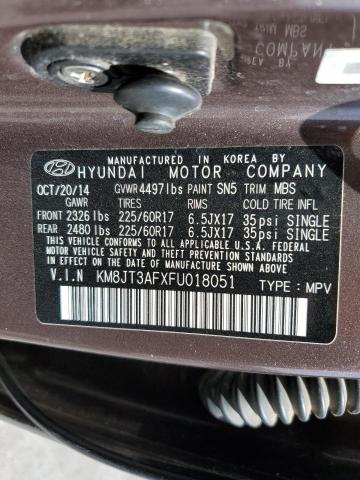 COMPAN
MANUFACTURED IN KOREA BY
HYUNDAI MOTOR COMPANY
OCT/20/14 GVWR 4497lbs PAINT SN5 TRIM MBS
GAWR TIRES RIMS COLD TIRE INFL
FRONT 2326 lbs 225/60R17 6.5JX17 35psi SINGLE
REAR 2480 lbs 225/60R17 6.5JX17 35psi SINGLE
THIS VEHICLE CONFORMS TO ALL APPLICABLE U.S. FEDERAL MOTOR VEHICLE SAFETY AND THEFT PREVENTION STANDARDS IN EFFECT ON THE DATE OF MANUFACTURE SHOWN ABOVE.
V.I.N KM8JT3AFXFU018051 TYPE : MPV